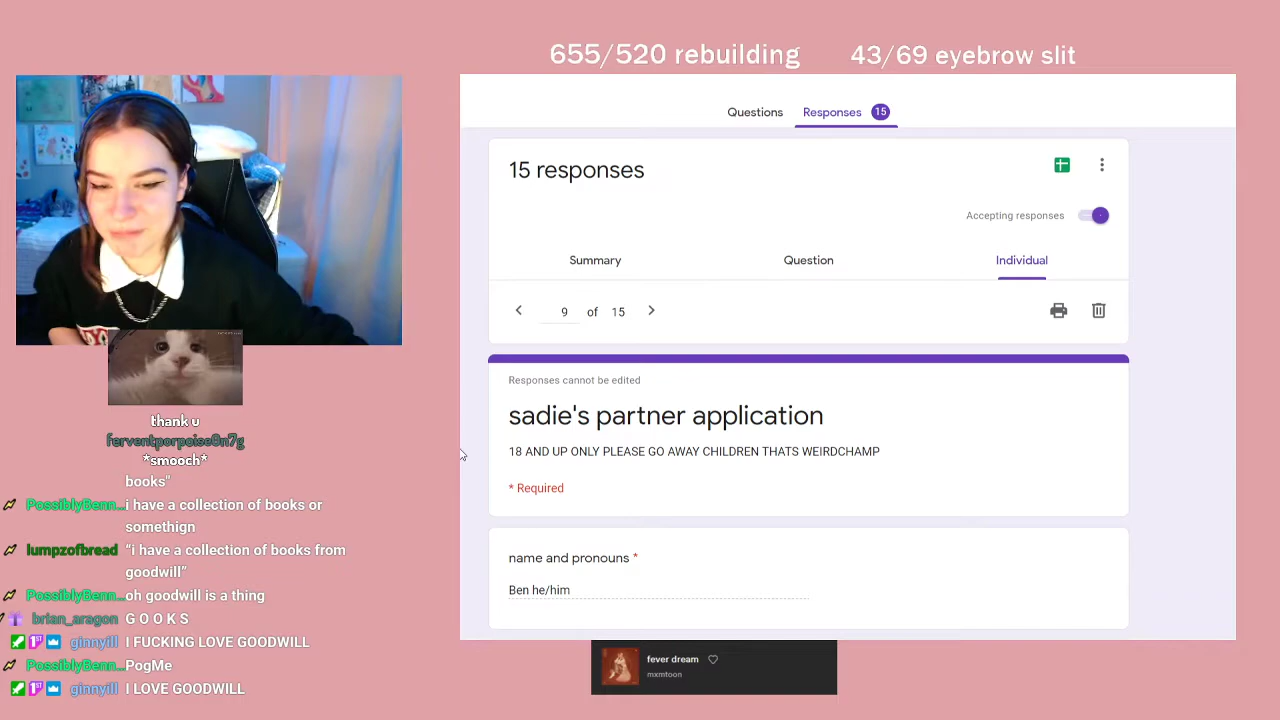 655/520 rebuilding
43/69 eyebrow slit
Questions
Responses 15
15 responses
Accepting responses
Summary
Question
Individual
9 of 15
Responses cannot be edited
sadie's partner application
18 AND UP ONLY PLEASE GO AWAY CHILDREN THATS WEIRDCHAMP
* Required
name and pronouns *
Ben he/him
thank u
ferventporpoise0n7g
*smooch*
books"
PossiblyBenn... i have a collection of books or
somethign
lumpzofbread "i have a collection of books from
goodwill"
PossiblyBenn... oh goodwill is a thing
brian_aragon G O O K S
ginnyill I FUCKING LOVE GOODWILL
PossiblyBenn... PogMe
ginnyill I LOVE GOODWILL
fever dream
mxmtoon